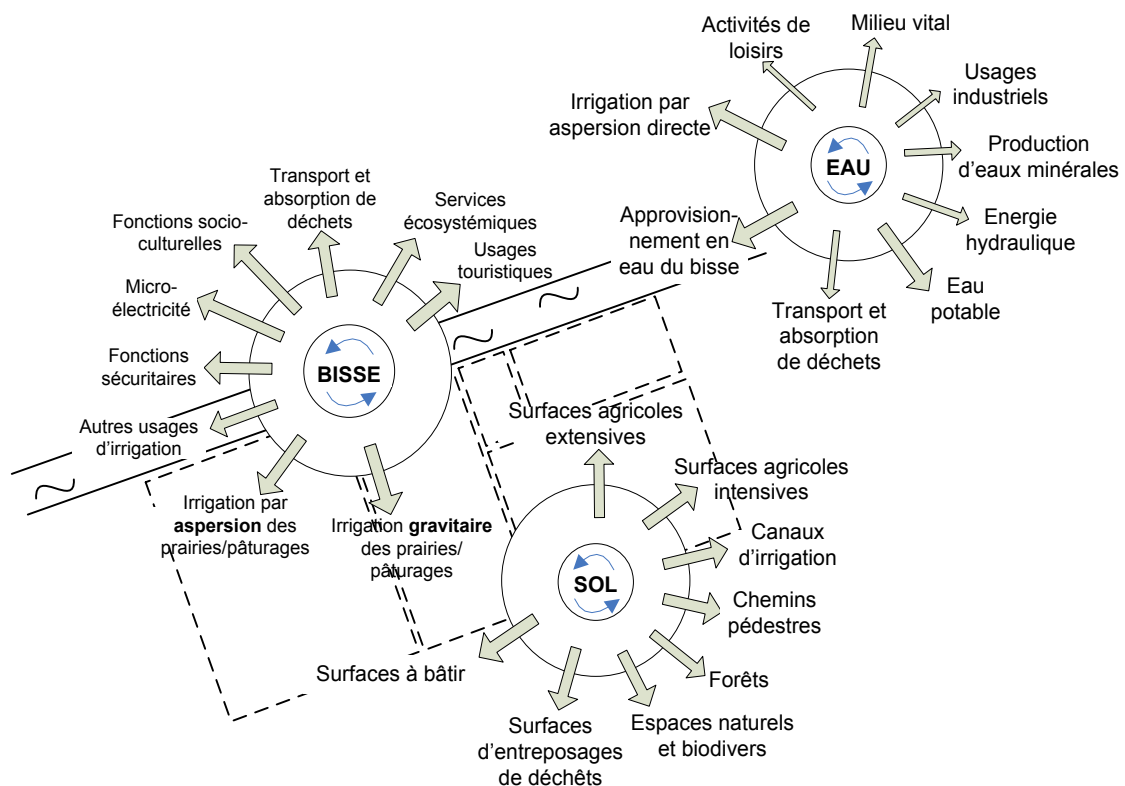 Activités de
loisirs
Milieu vital
Usages
industriels
Irrigation par
aspersion directe
EAU
Production
d'eaux minérales
Approvision-
nement en
eau du bisse
Energie
hydraulique
Eau
potable
Transport et
absorption
de déchets
Transport et
absorption de
déchets
Services
écosystémiques
Fonctions socio-
culturelles
Usages
touristiques
Micro-
électricité
Fonctions
sécuritaires
BISSE
Autres usages
d'irrigation
Irrigation par
aspersion des
prairies/pâturages
Irrigation gravitaire
des prairies/
pâturages
Surfaces agricoles
extensives
Surfaces agricoles
intensives
Canaux
d'irrigation
SOL
Chemins
pédestres
Surfaces à bâtir
Forêts
Surfaces
d'entreposages
de déchêts
Espaces naturels
et biodivers